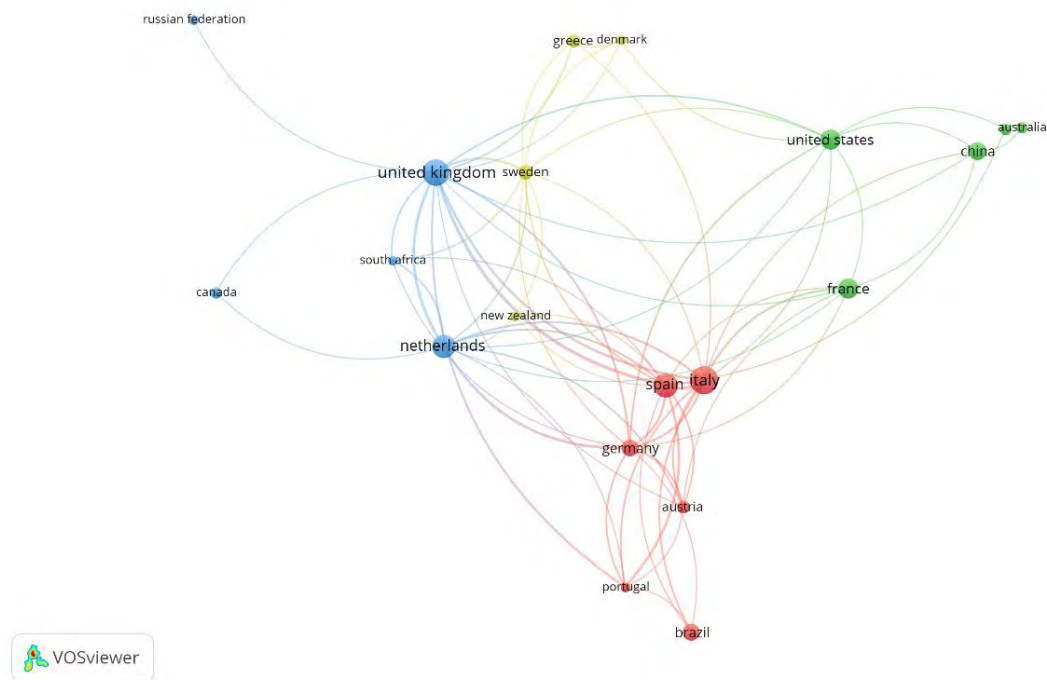 russian federation
greece
denmark
united states
australia
china
united kingdom
sweden
south africa
canada
france
new zealand
netherlands
spain
italy
germany
austria
portugal
brazil
VOSviewer